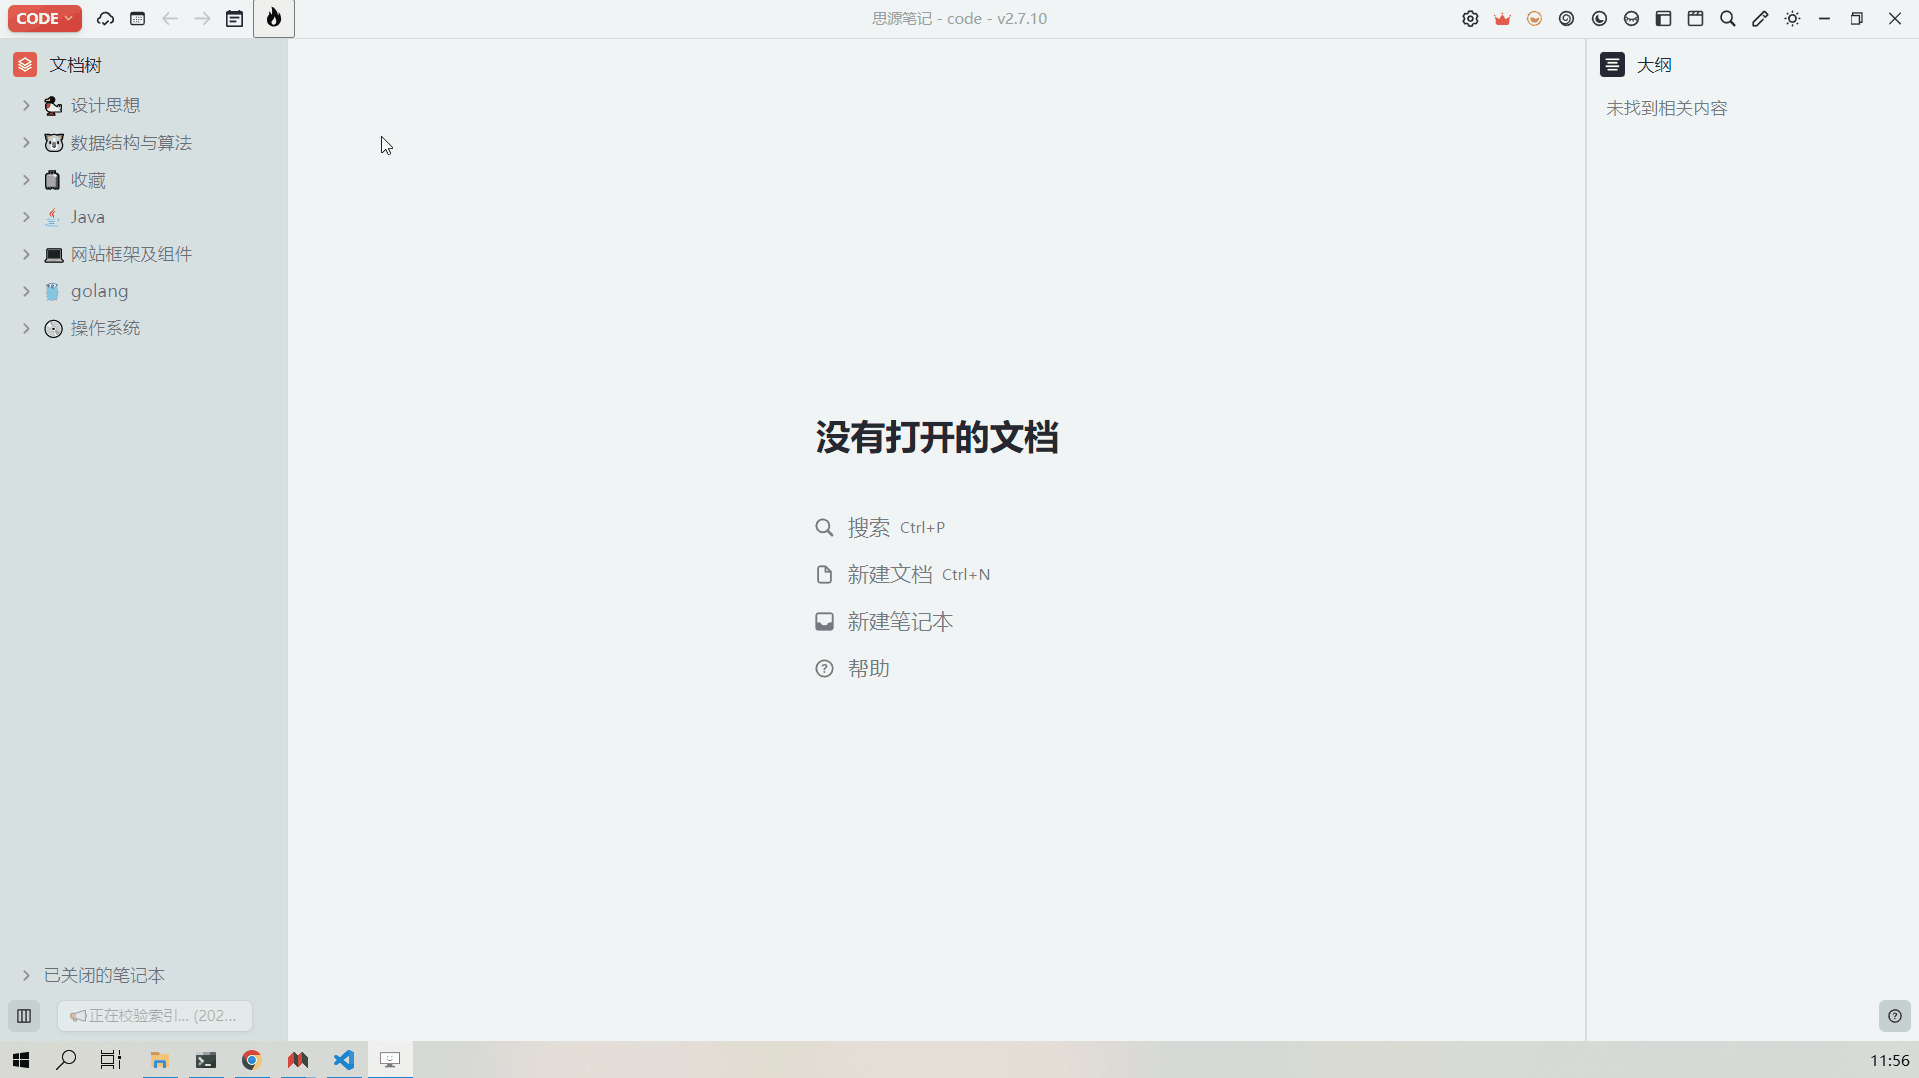 CODE
思源笔记 - code - v2.7.10
文档树
设计思想
数据结构与算法
收藏
Java
网站框架及组件
golang
操作系统
没有打开的文档
搜索 Ctrl+P
新建文档 Ctrl+N
新建笔记本
帮助
大纲
未找到相关内容
已关闭的笔记本
正在校验索引... (202...
11:56